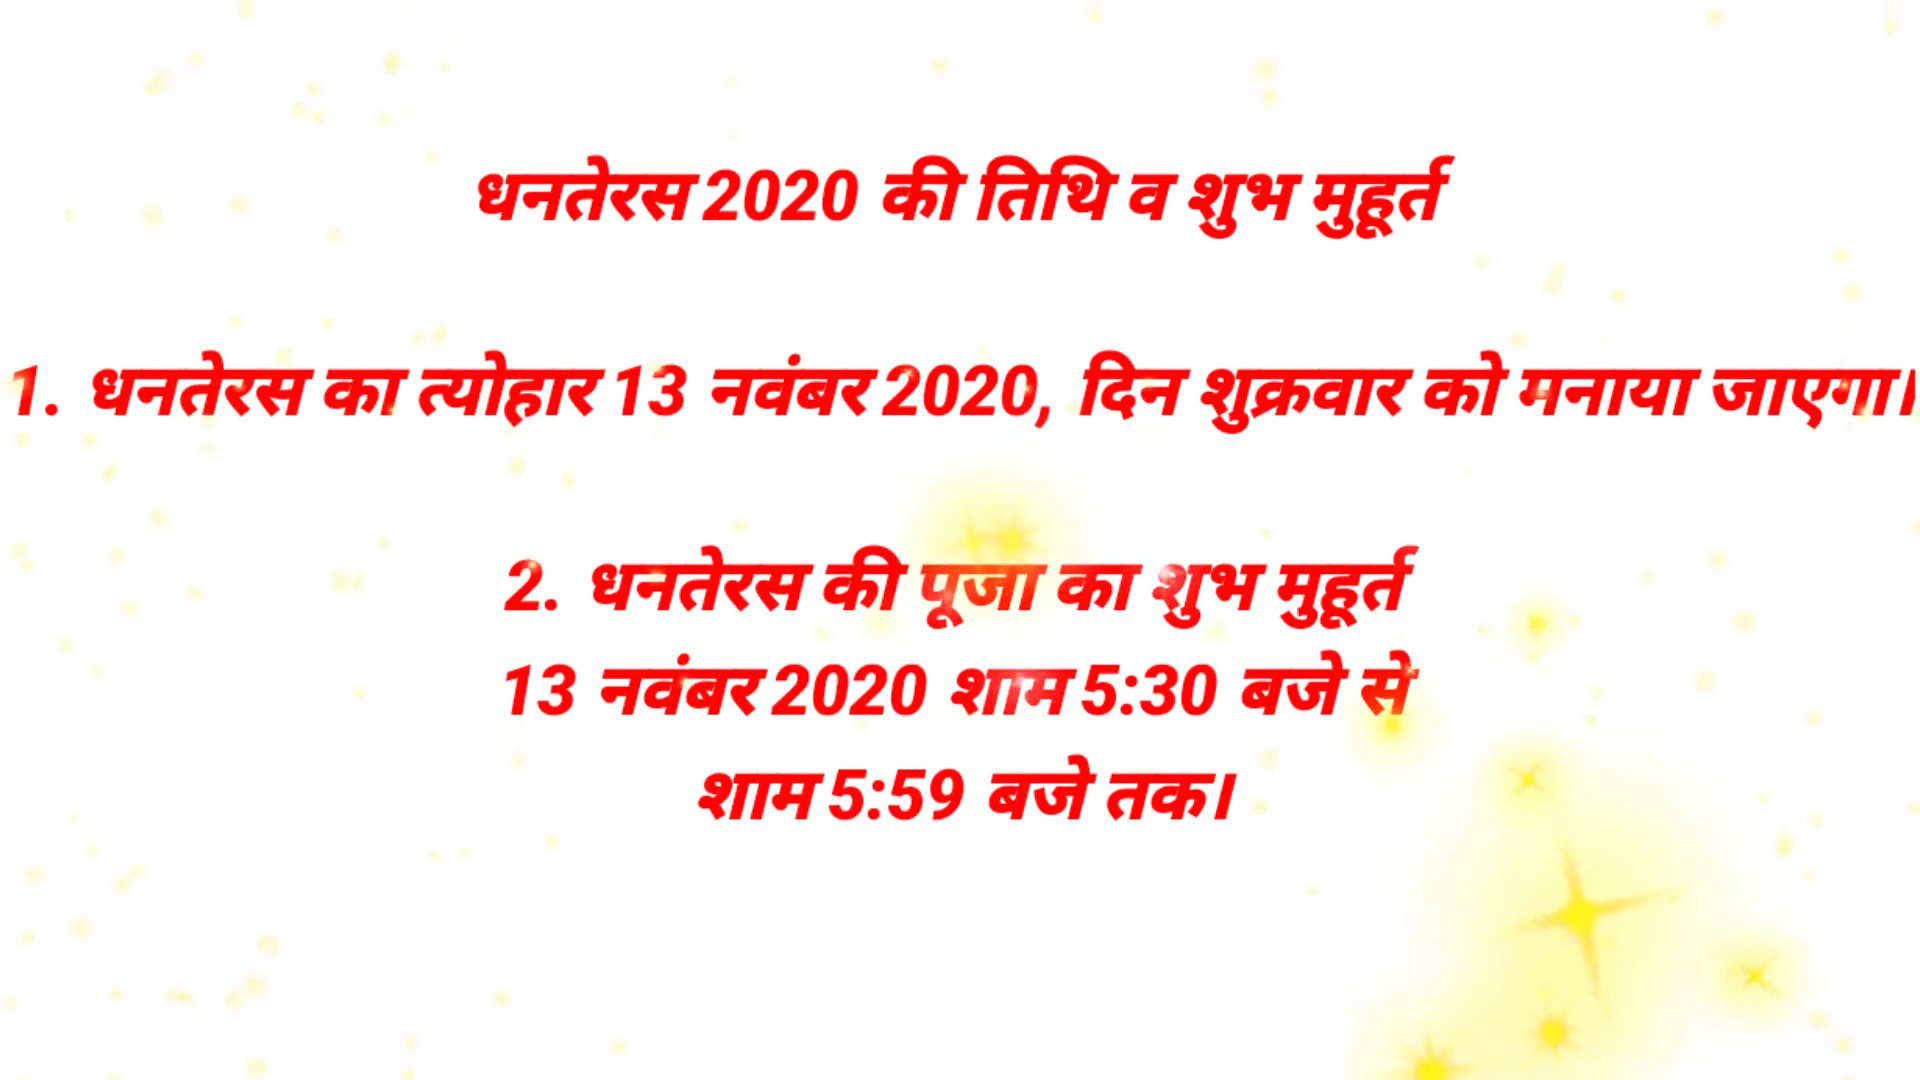 धनतेरस 2020 की तिथि व शुभ मुहूर्त
1. धनतेरस का त्योहार 13 नवंबर 2020, दिन शुक्रवार को मनाया जाएगा।
2. धनतेरस की पूजा का शुभ मुहूर्त
13 नवंबर 2020 शाम 5:30 बजे से
शाम 5:59 बजे तक।